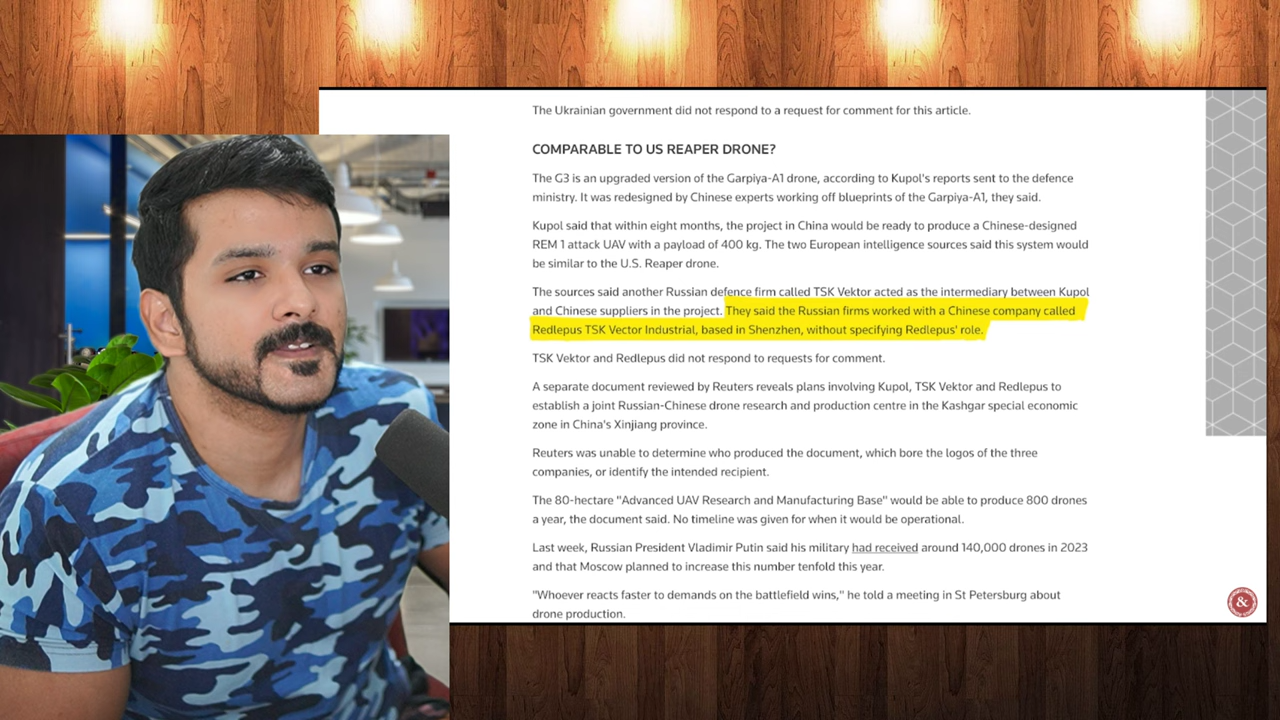 The Ukrainian government did not respond to a request for comment for this article.
COMPARABLE TO US REAPER DRONE?
The G3 is an upgraded version of the Garpiya-A1 drone, according to Kupol's reports sent to the defence
ministry. It was redesigned by Chinese experts working off blueprints of the Garpiya-A1, they said.
Kupol said that within eight months, the project in China would be ready to produce a Chinese-designed
REM 1 attack UAV with a payload of 400 kg. The two European intelligence sources said this system would
be similar to the U.S. Reaper drone.
The sources said another Russian defence firm called TSK Vektor acted as the intermediary between Kupol
and Chinese suppliers in the project. They said the Russian firms worked with a Chinese company called
Redlepus TSK Vector Industrial, based in Shenzhen, without specifying Redlepus' role.
TSK Vektor and Redlepus did not respond to requests for comment.
A separate document reviewed by Reuters reveals plans involving Kupol, TSK Vektor and Redlepus to
establish a joint Russian-Chinese drone research and production centre in the Kashgar special economic
zone in China's Xinjiang province.
Reuters was unable to determine who produced the document, which bore the logos of the three
companies, or identify the intended recipient.
The 80-hectare "Advanced UAV Research and Manufacturing Base" would be able to produce 800 drones
a year, the document said. No timeline was given for when it would be operational.
Last week, Russian President Vladimir Putin said his military had received around 140,000 drones in 2023
and that Moscow planned to increase this number tenfold this year.
"Whoever reacts faster to demands on the battlefield wins," he told a meeting in St Petersburg about
drone production.
&